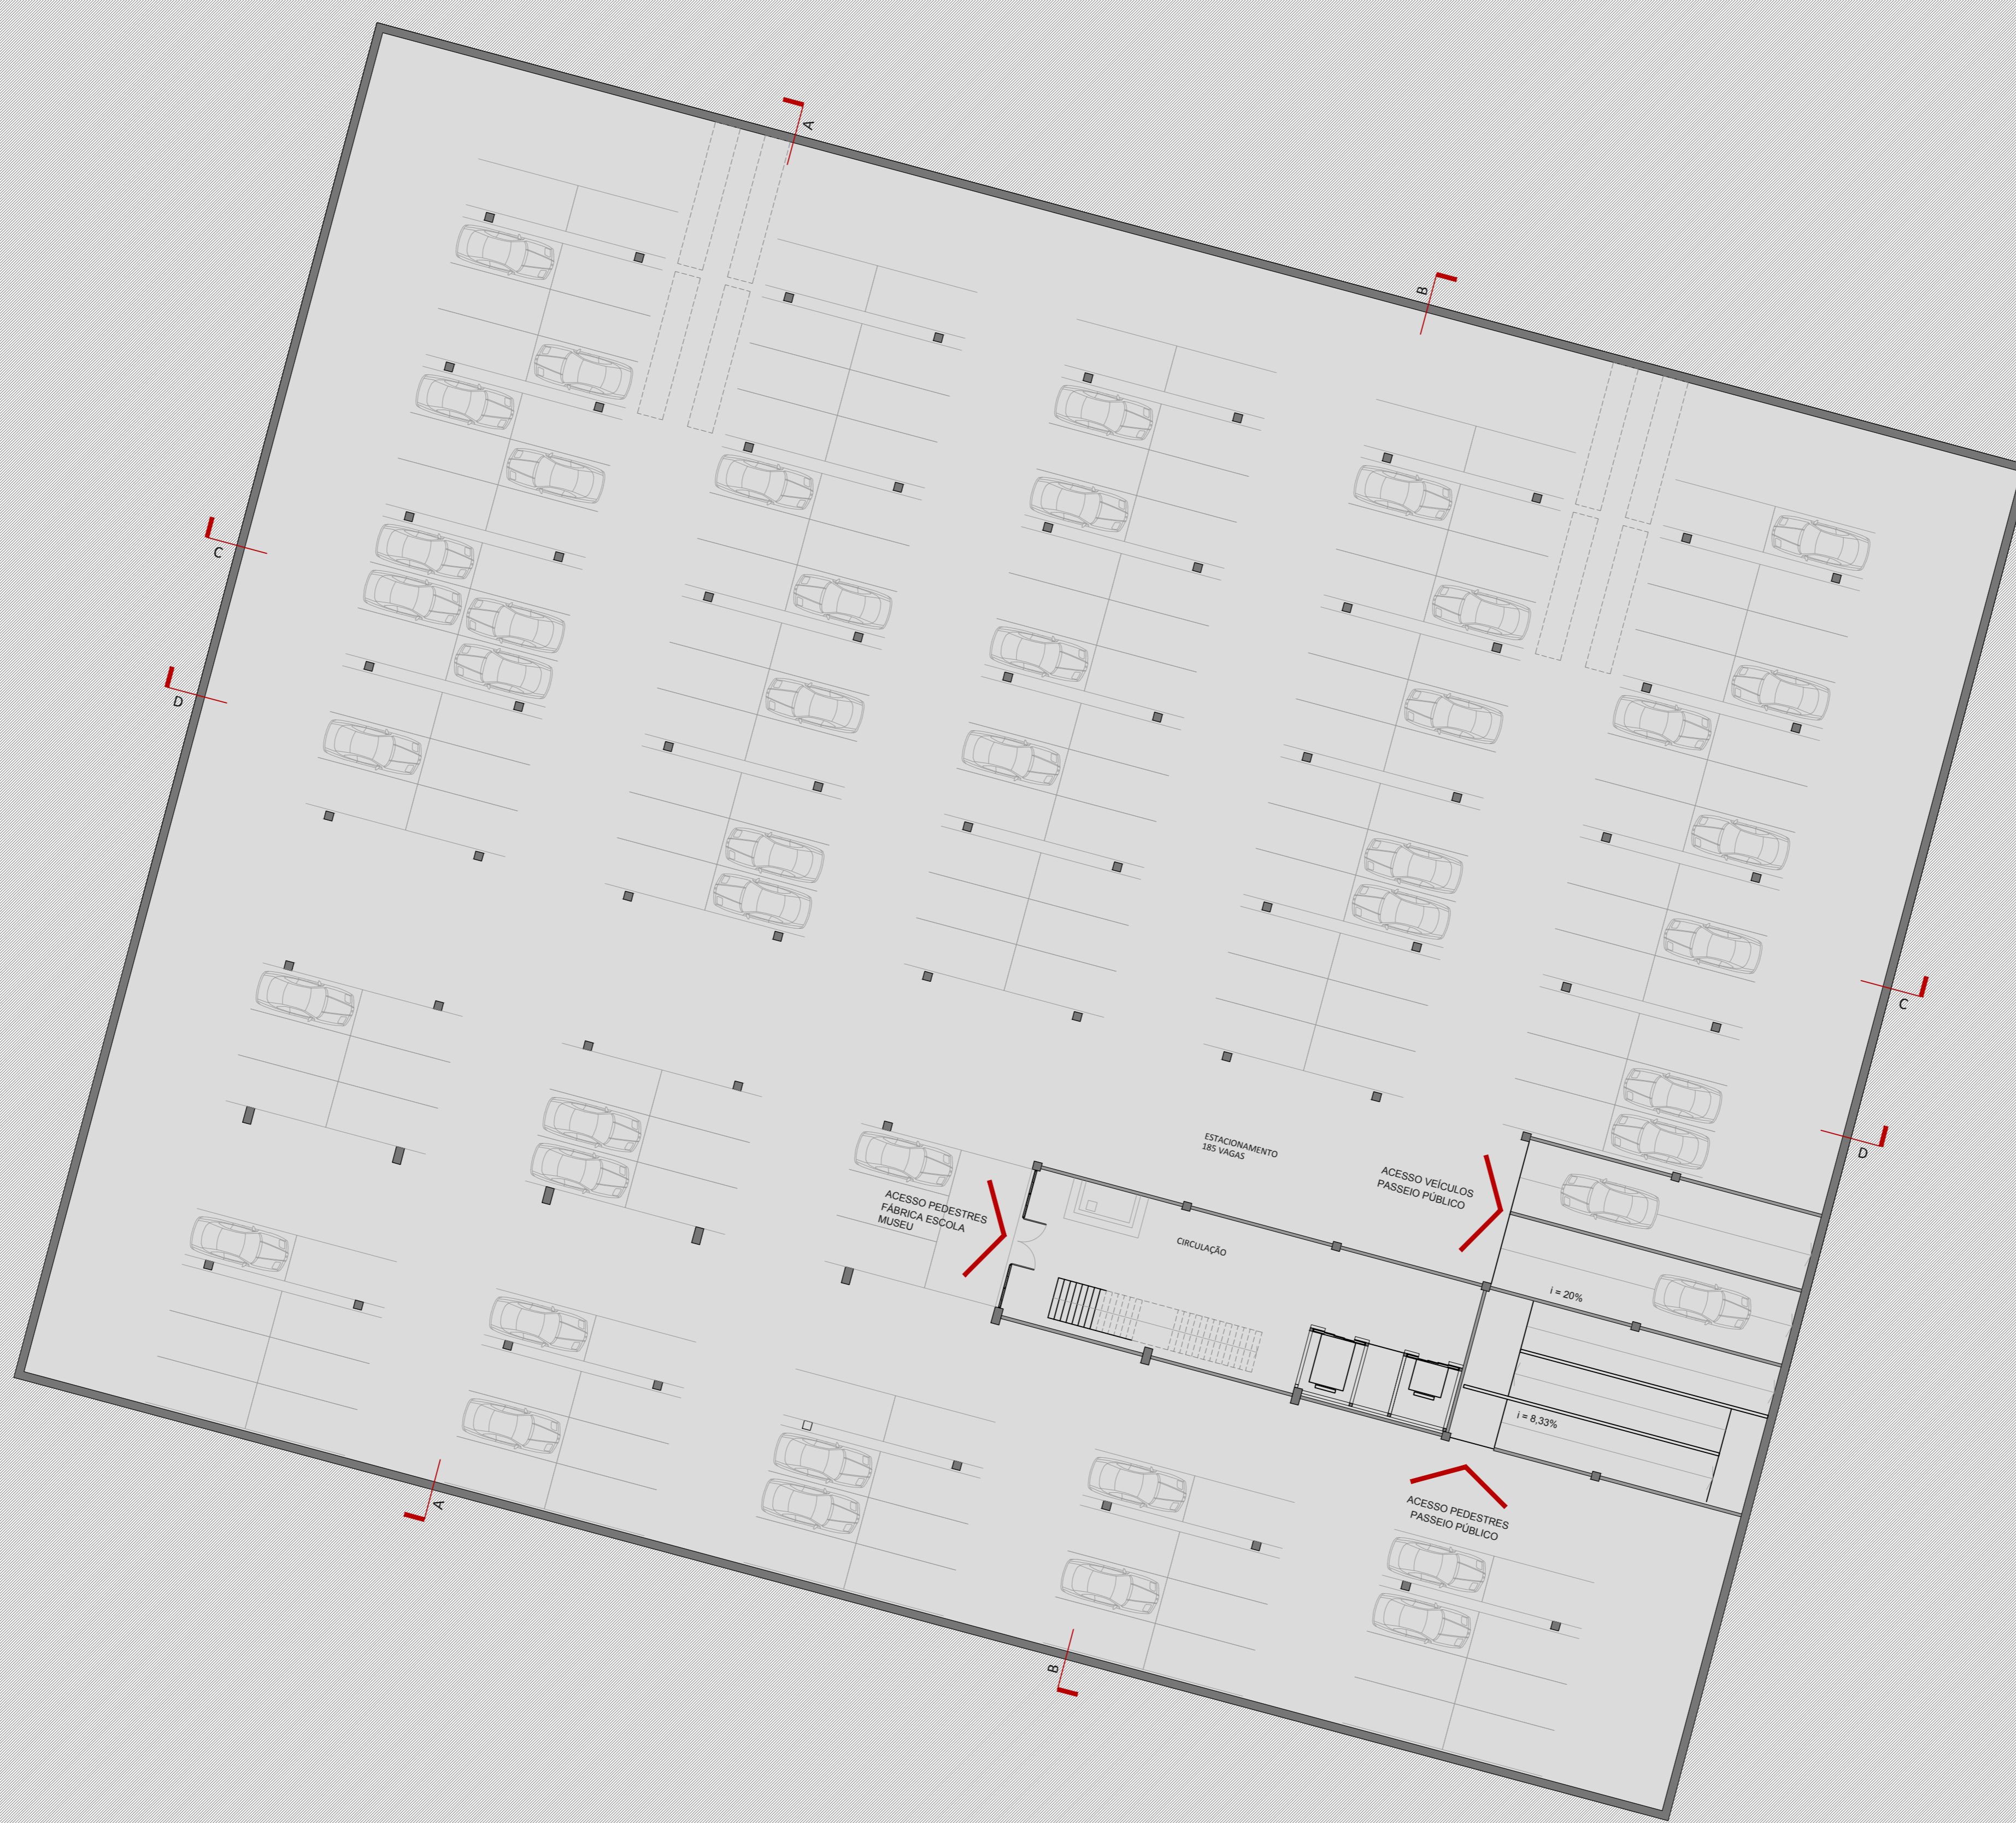 A
B
C
D
C
D
ESTACIONAMENTO
185 VAGAS
ACESSO VEÍCULOS
PASSEIO PÚBLICO
ACESSO PEDESTRES
FÁBRICA ESCOLA
MUSEU
CIRCULAÇÃO
i = 20%
i = 8,33%
ACESSO PEDESTRES
PASSEIO PÚBLICO
A
B